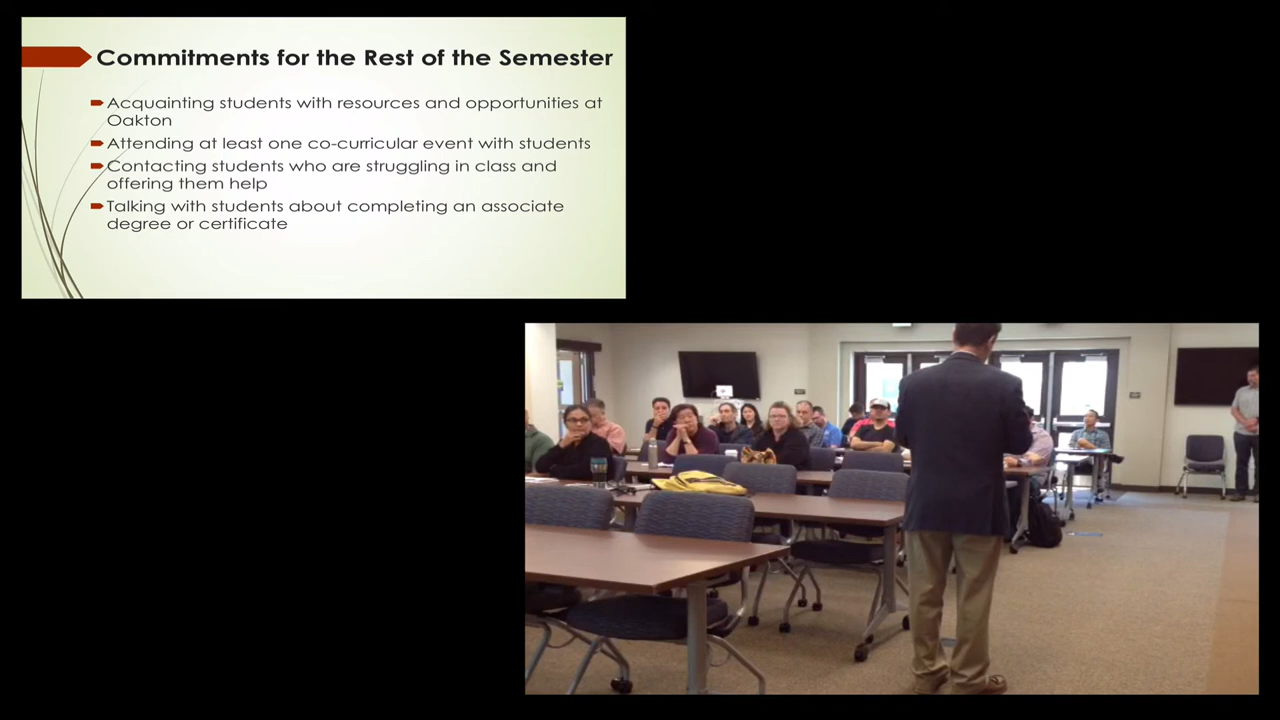 Commitments for the Rest of the Semester
Acquainting students with resources and opportunities at
Oakton
Attending at least one co-curricular event with students
Contacting students who are struggling in class and
offering them help
Talking with students about completing an associate
degree or certificate